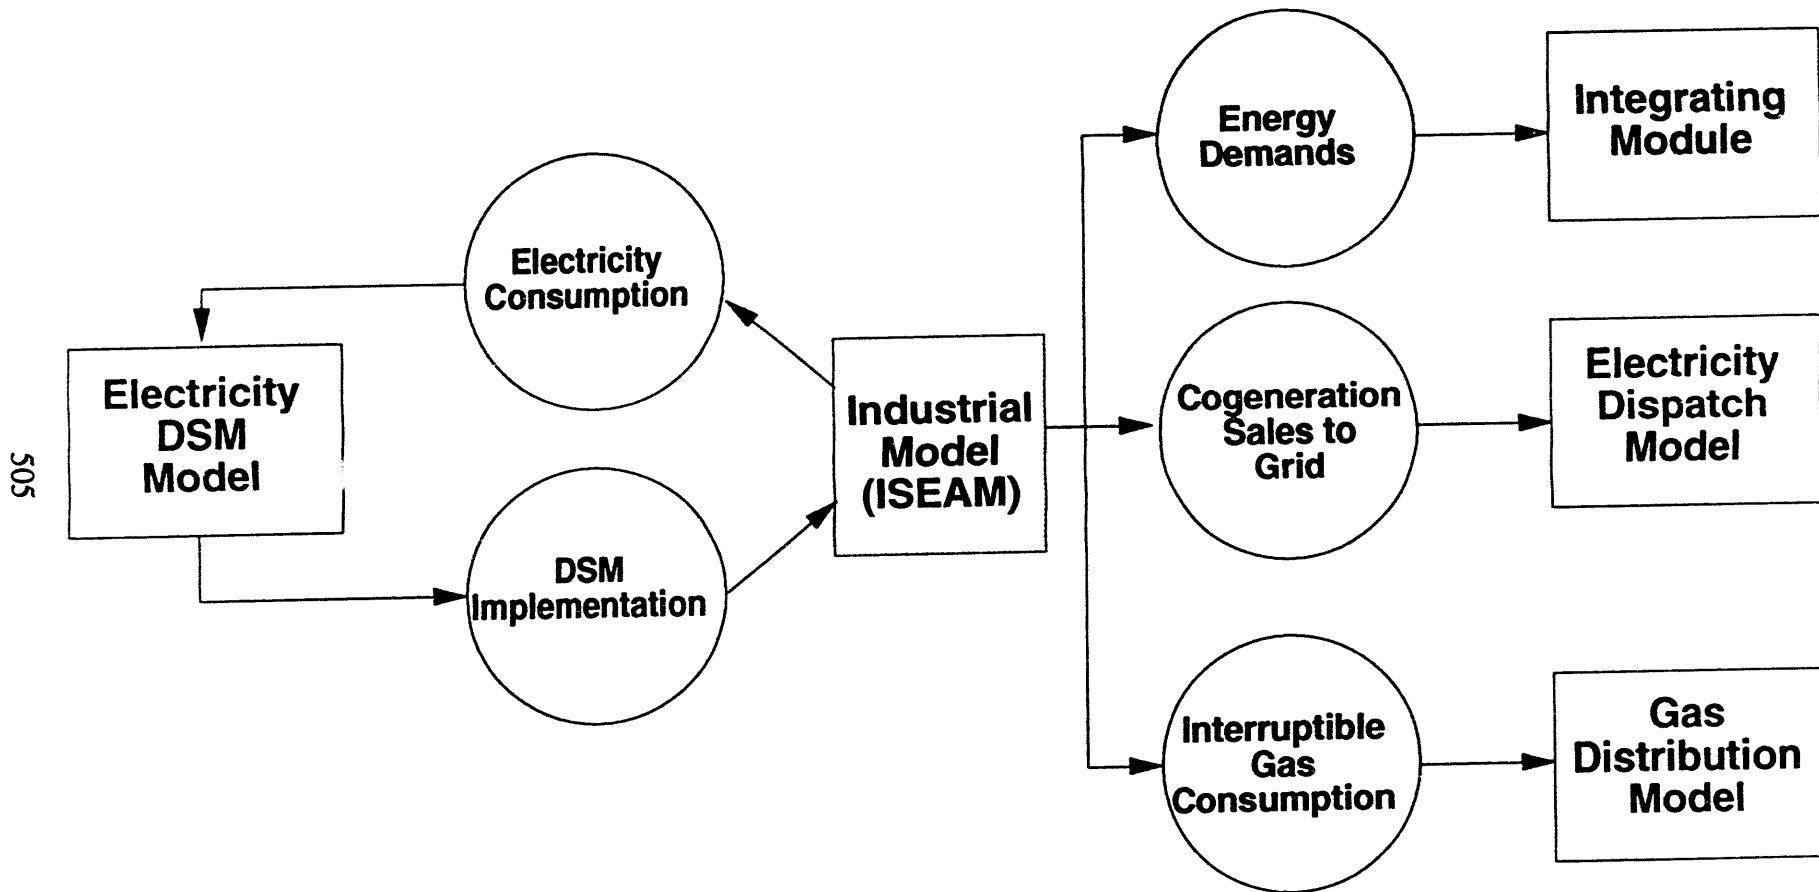 Energy
Demands
Integrating
Module
Electricity
Consumption
Electricity
DSM
Model
Industrial
Model
(ISEAM)
Cogeneration
Sales to
Grid
Electricity
Dispatch
Model
DSM
Implementation
Interruptible
Gas
Consumption
Gas
Distribution
Model
505